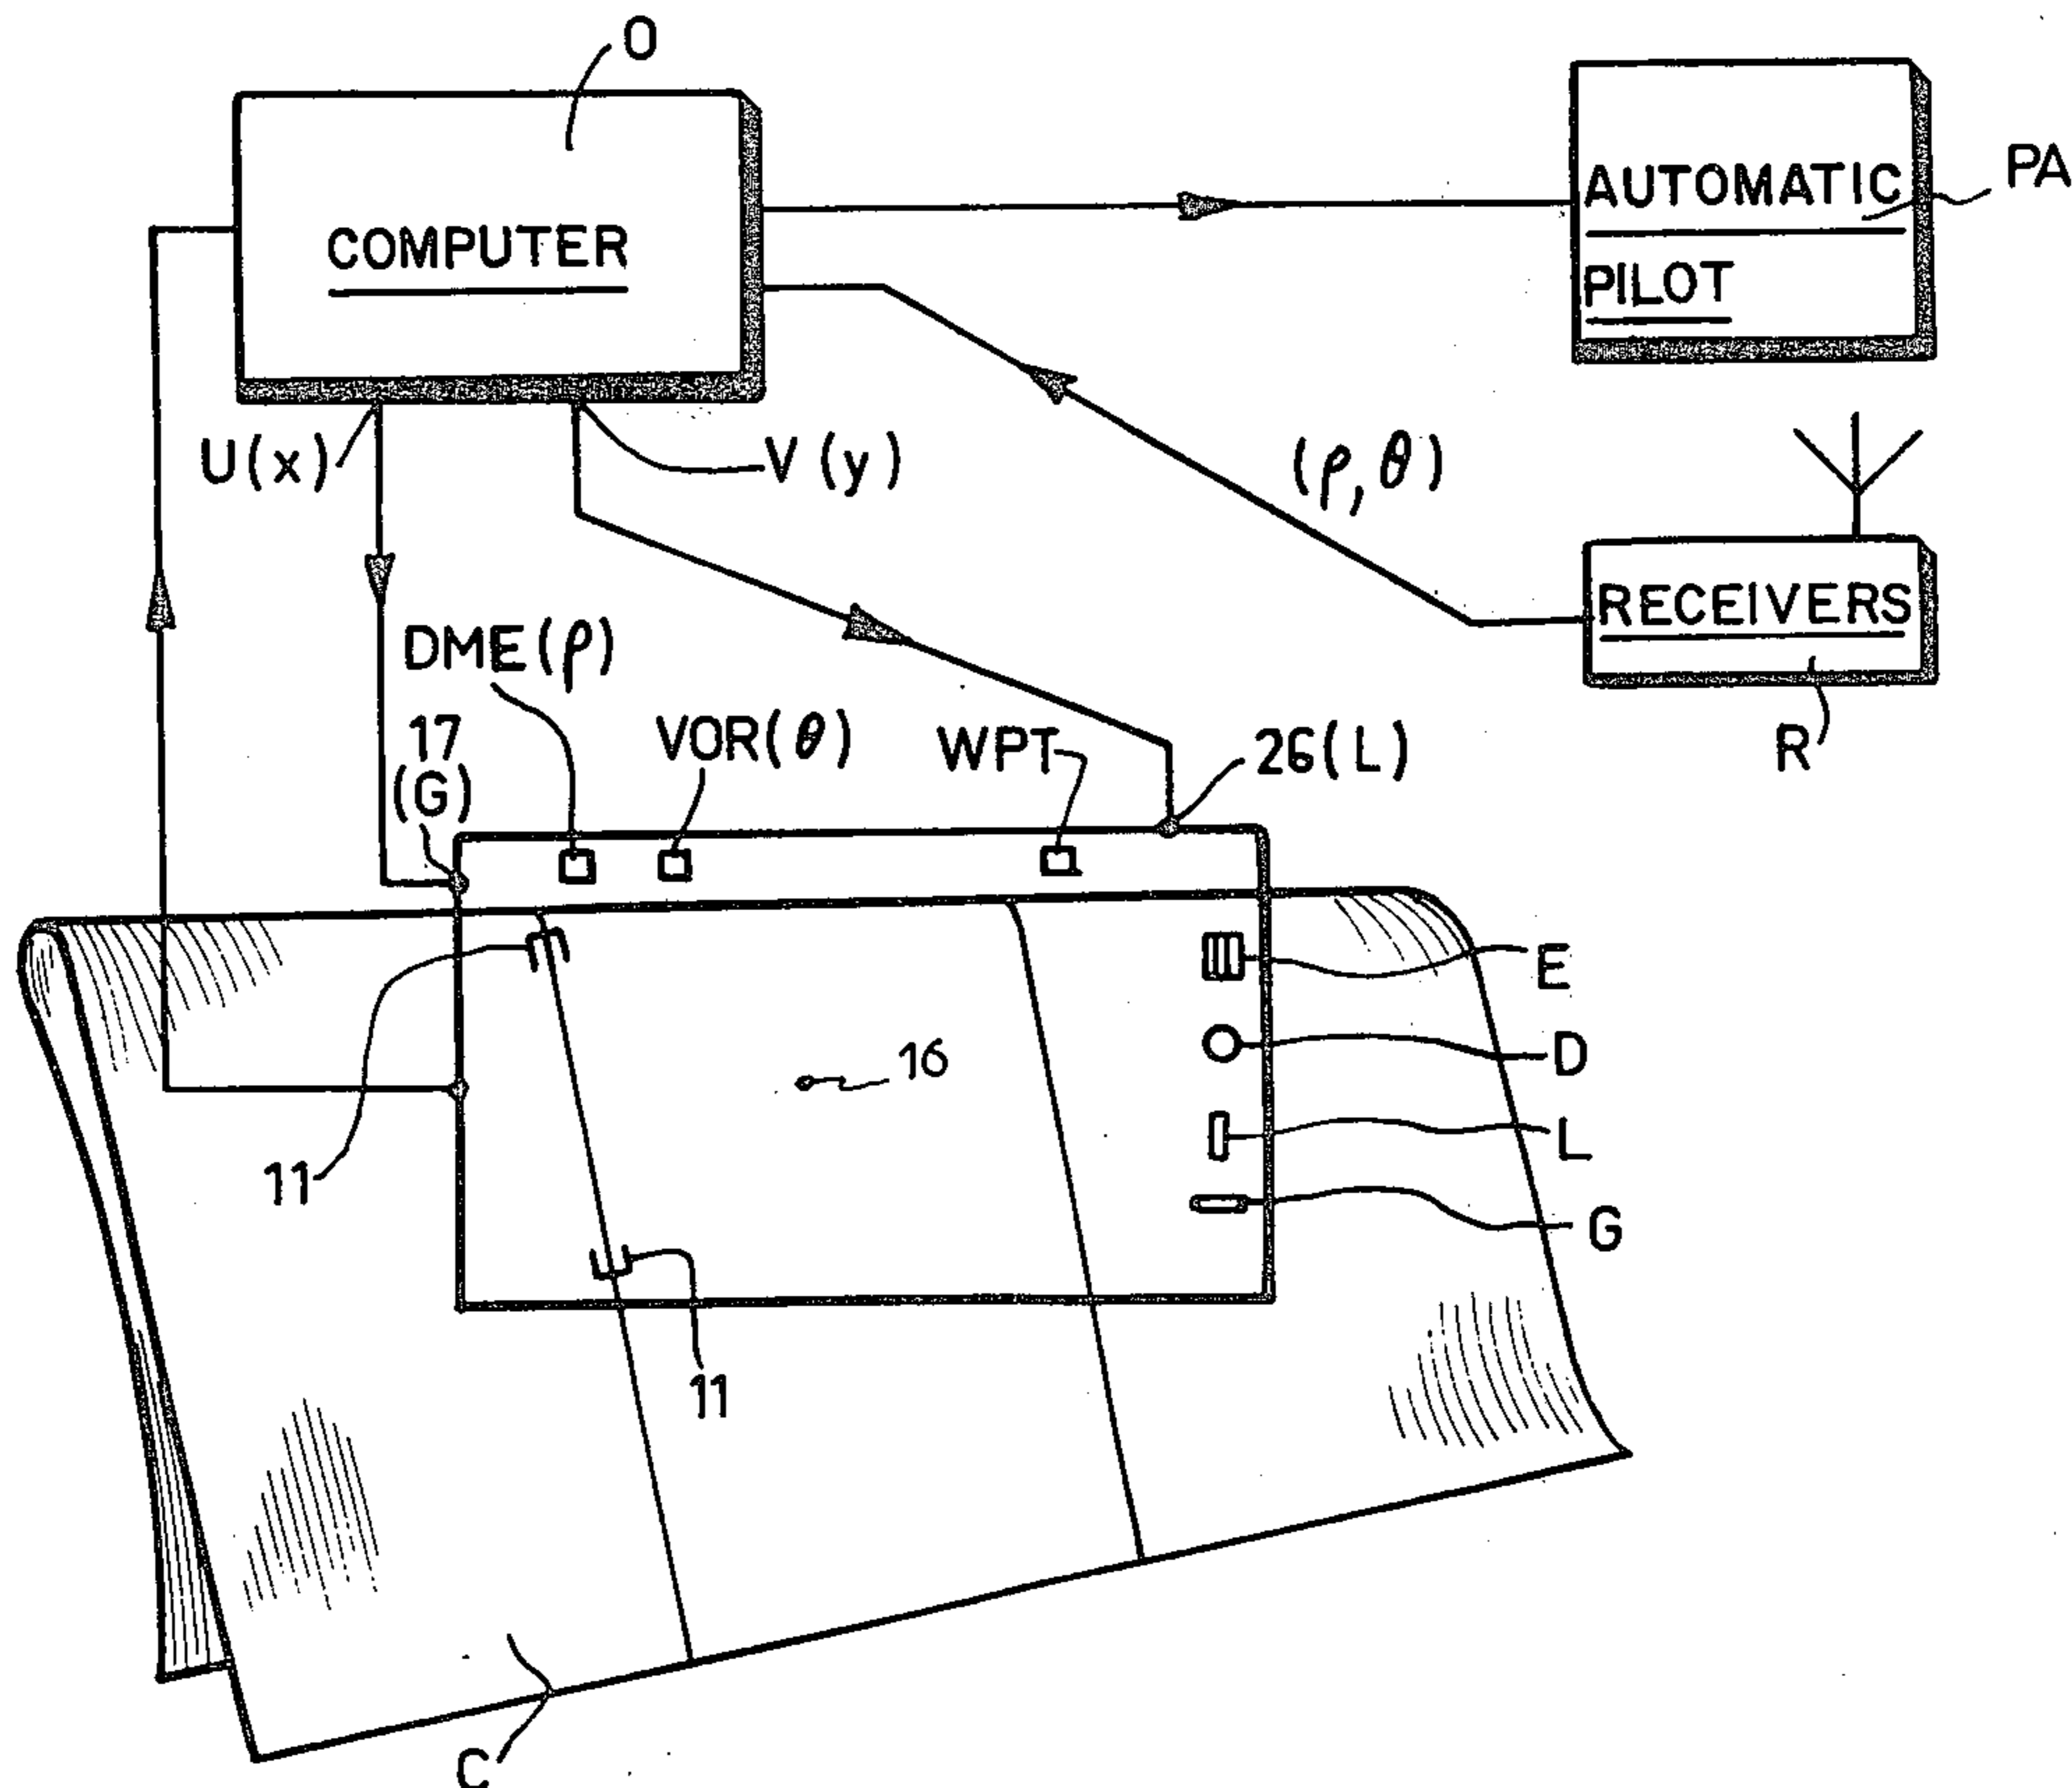 O
COMPUTER
AUTOMATIC
PILOT
PA
U(x)
V(y)
(ρ,θ)
RECEIVERS
R
DME(ρ)
17
(G)
VOR(θ)
WPT
26(L)
E
D
L
G
16
11
11
C